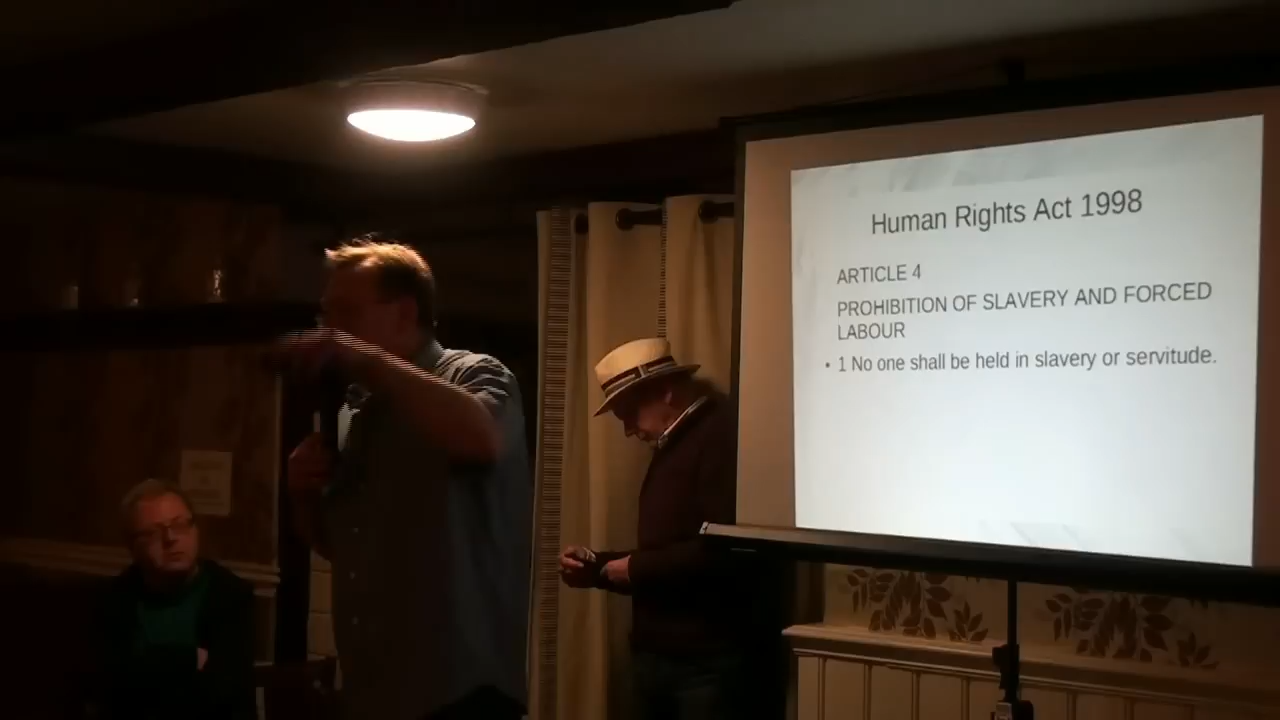 Human Rights Act 1998
ARTICLE 4
PROHIBITION OF SLAVERY AND FORCED
LABOUR
• 1 No one shall be held in slavery or servitude.